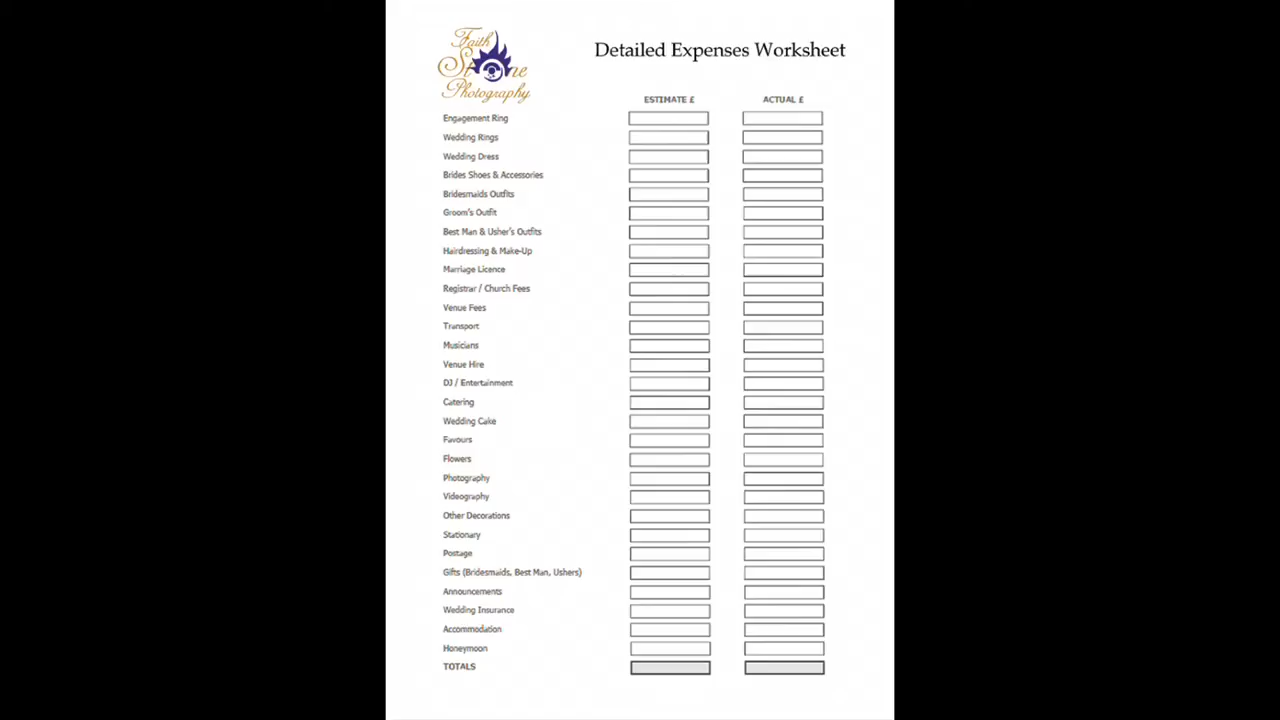 Faith
Stone
Photography
Detailed Expenses Worksheet
ESTIMATE £ ACTUAL £
Engagement Ring
Wedding Rings
Wedding Dress
Brides Shoes & Accessories
Bridesmaids Outfits
Groom's Outfit
Best Man & Usher's Outfits
Hairdressing & Make-Up
Marriage Licence
Registrar / Church Fees
Venue Fees
Transport
Musicians
Venue Hire
DJ / Entertainment
Catering
Wedding Cake
Favours
Flowers
Photography
Videography
Other Decorations
Stationary
Postage
Gifts (Bridesmaids, Best Man, Ushers)
Announcements
Wedding Insurance
Accommodation
Honeymoon
TOTALS